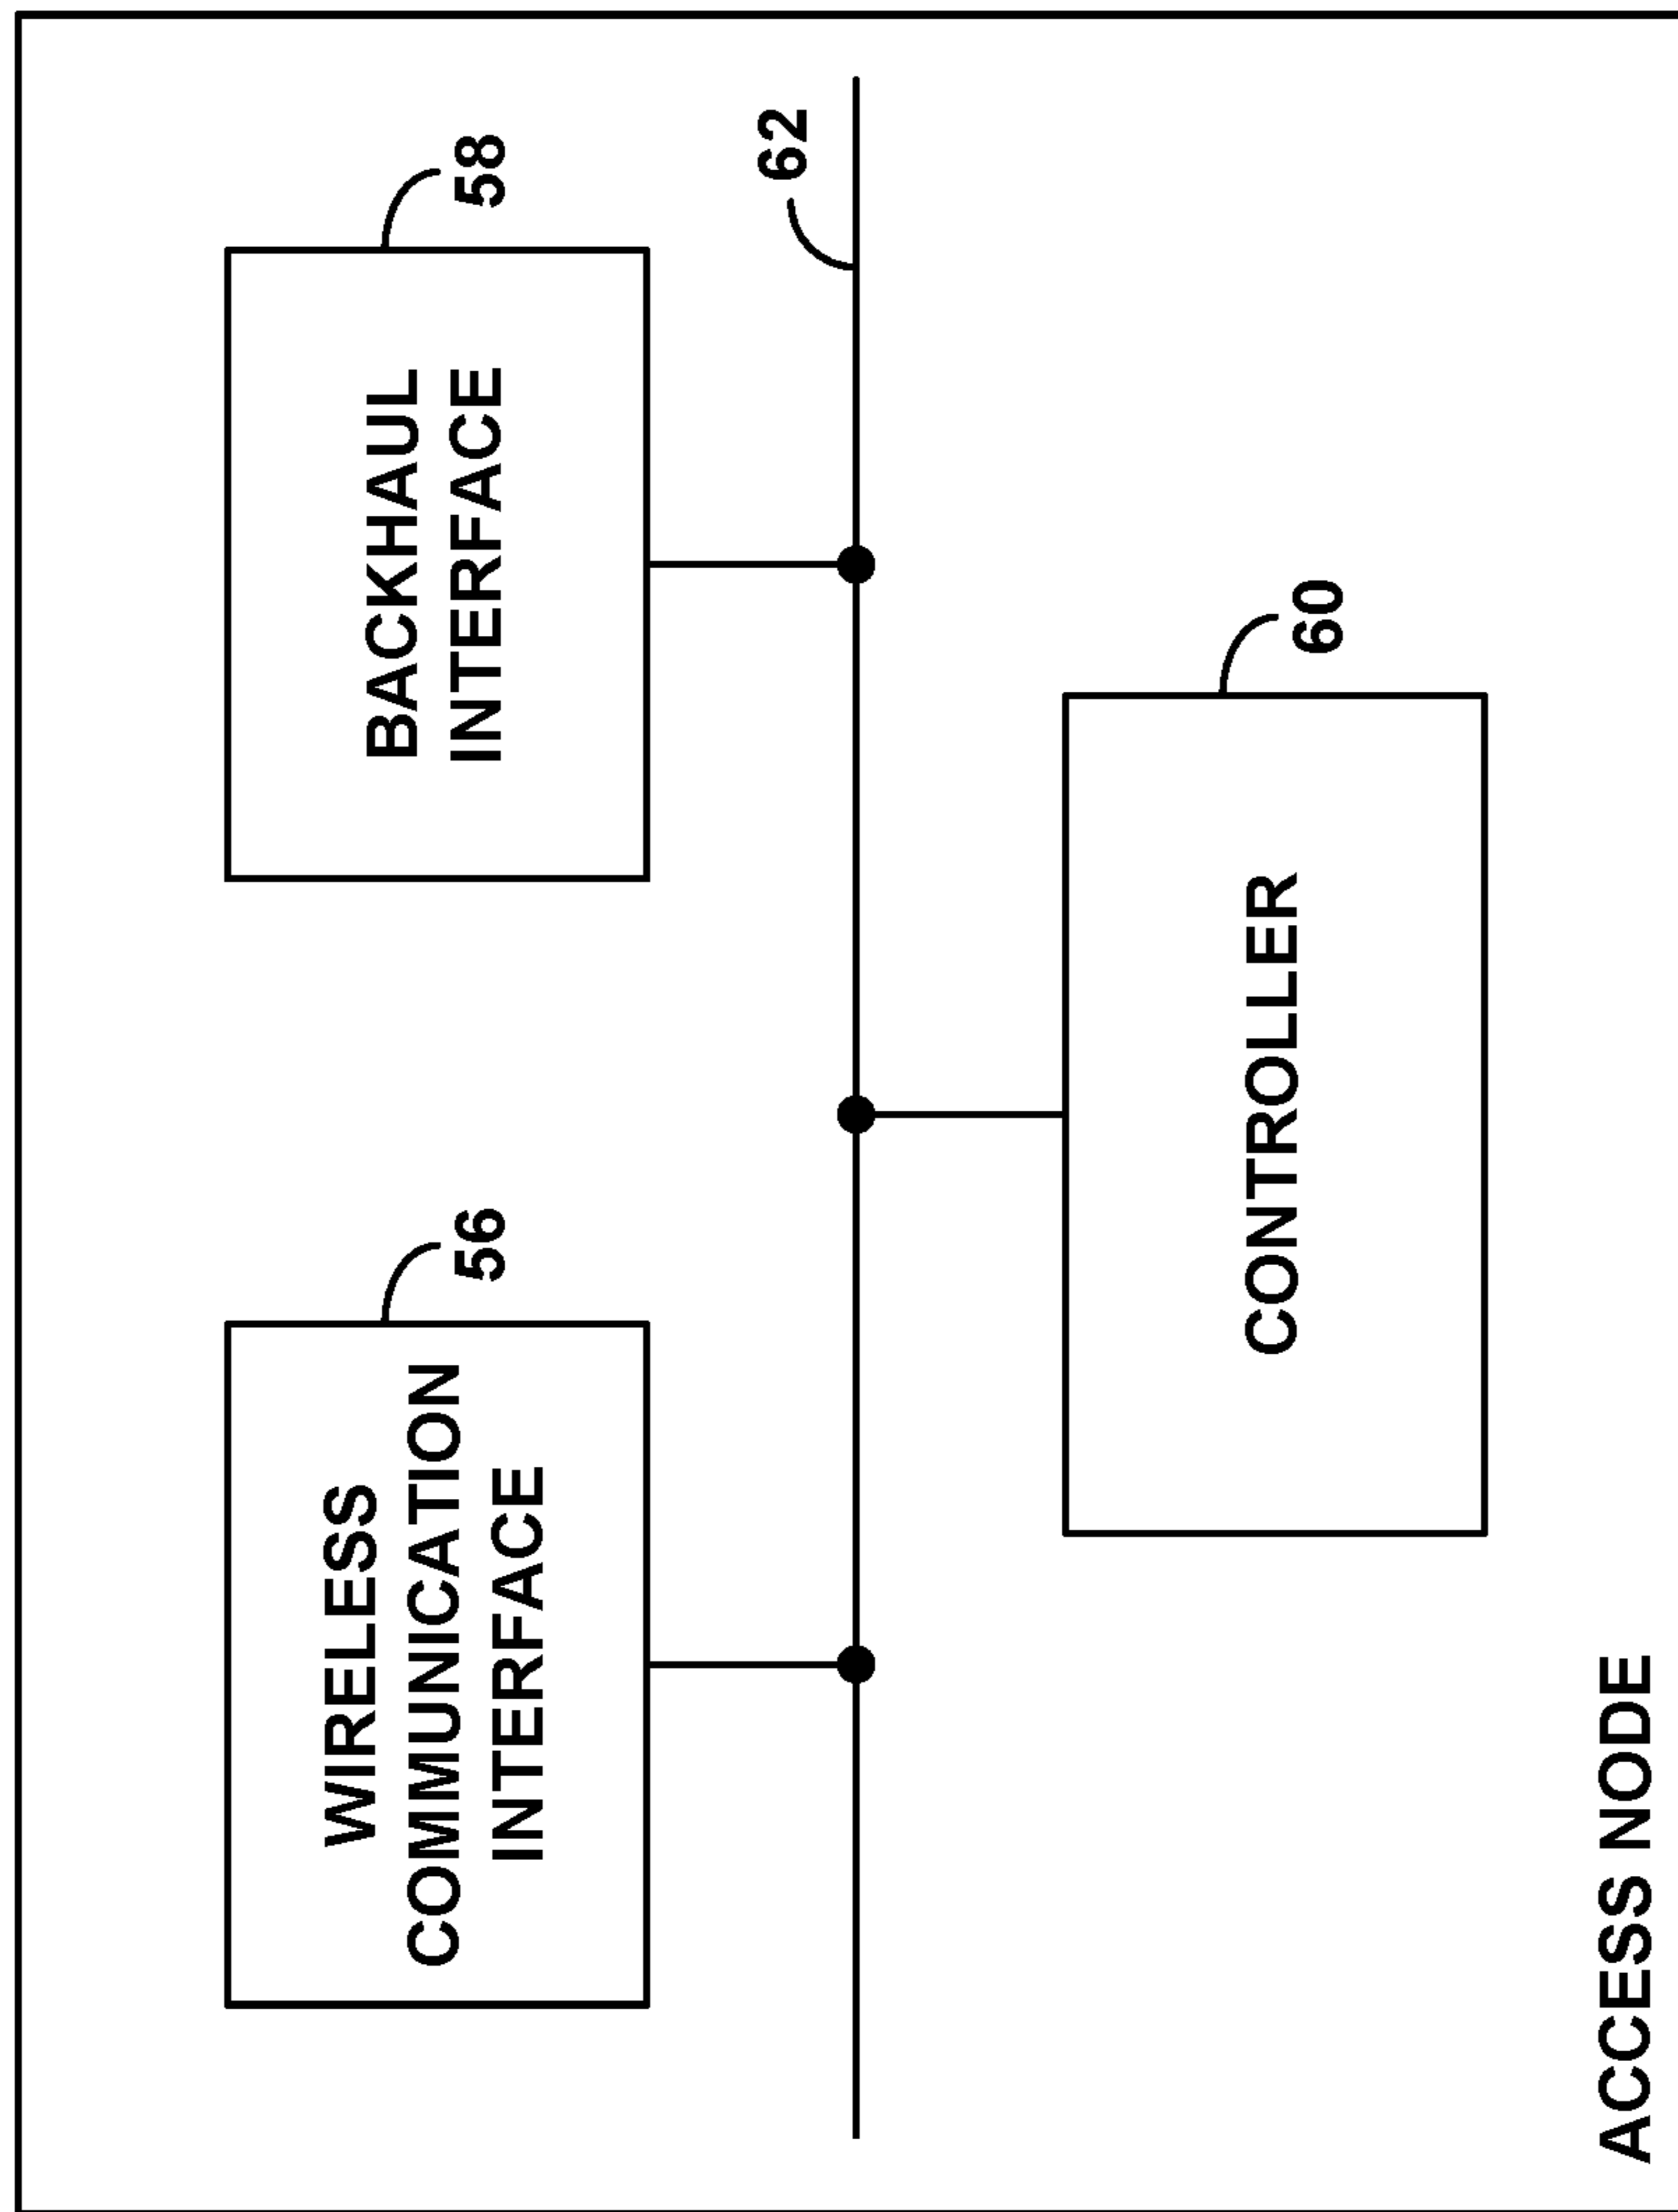 WIRELESS
COMMUNICATION
INTERFACE
56
BACKHAUL
INTERFACE
58
62
CONTROLLER
60
ACCESS NODE